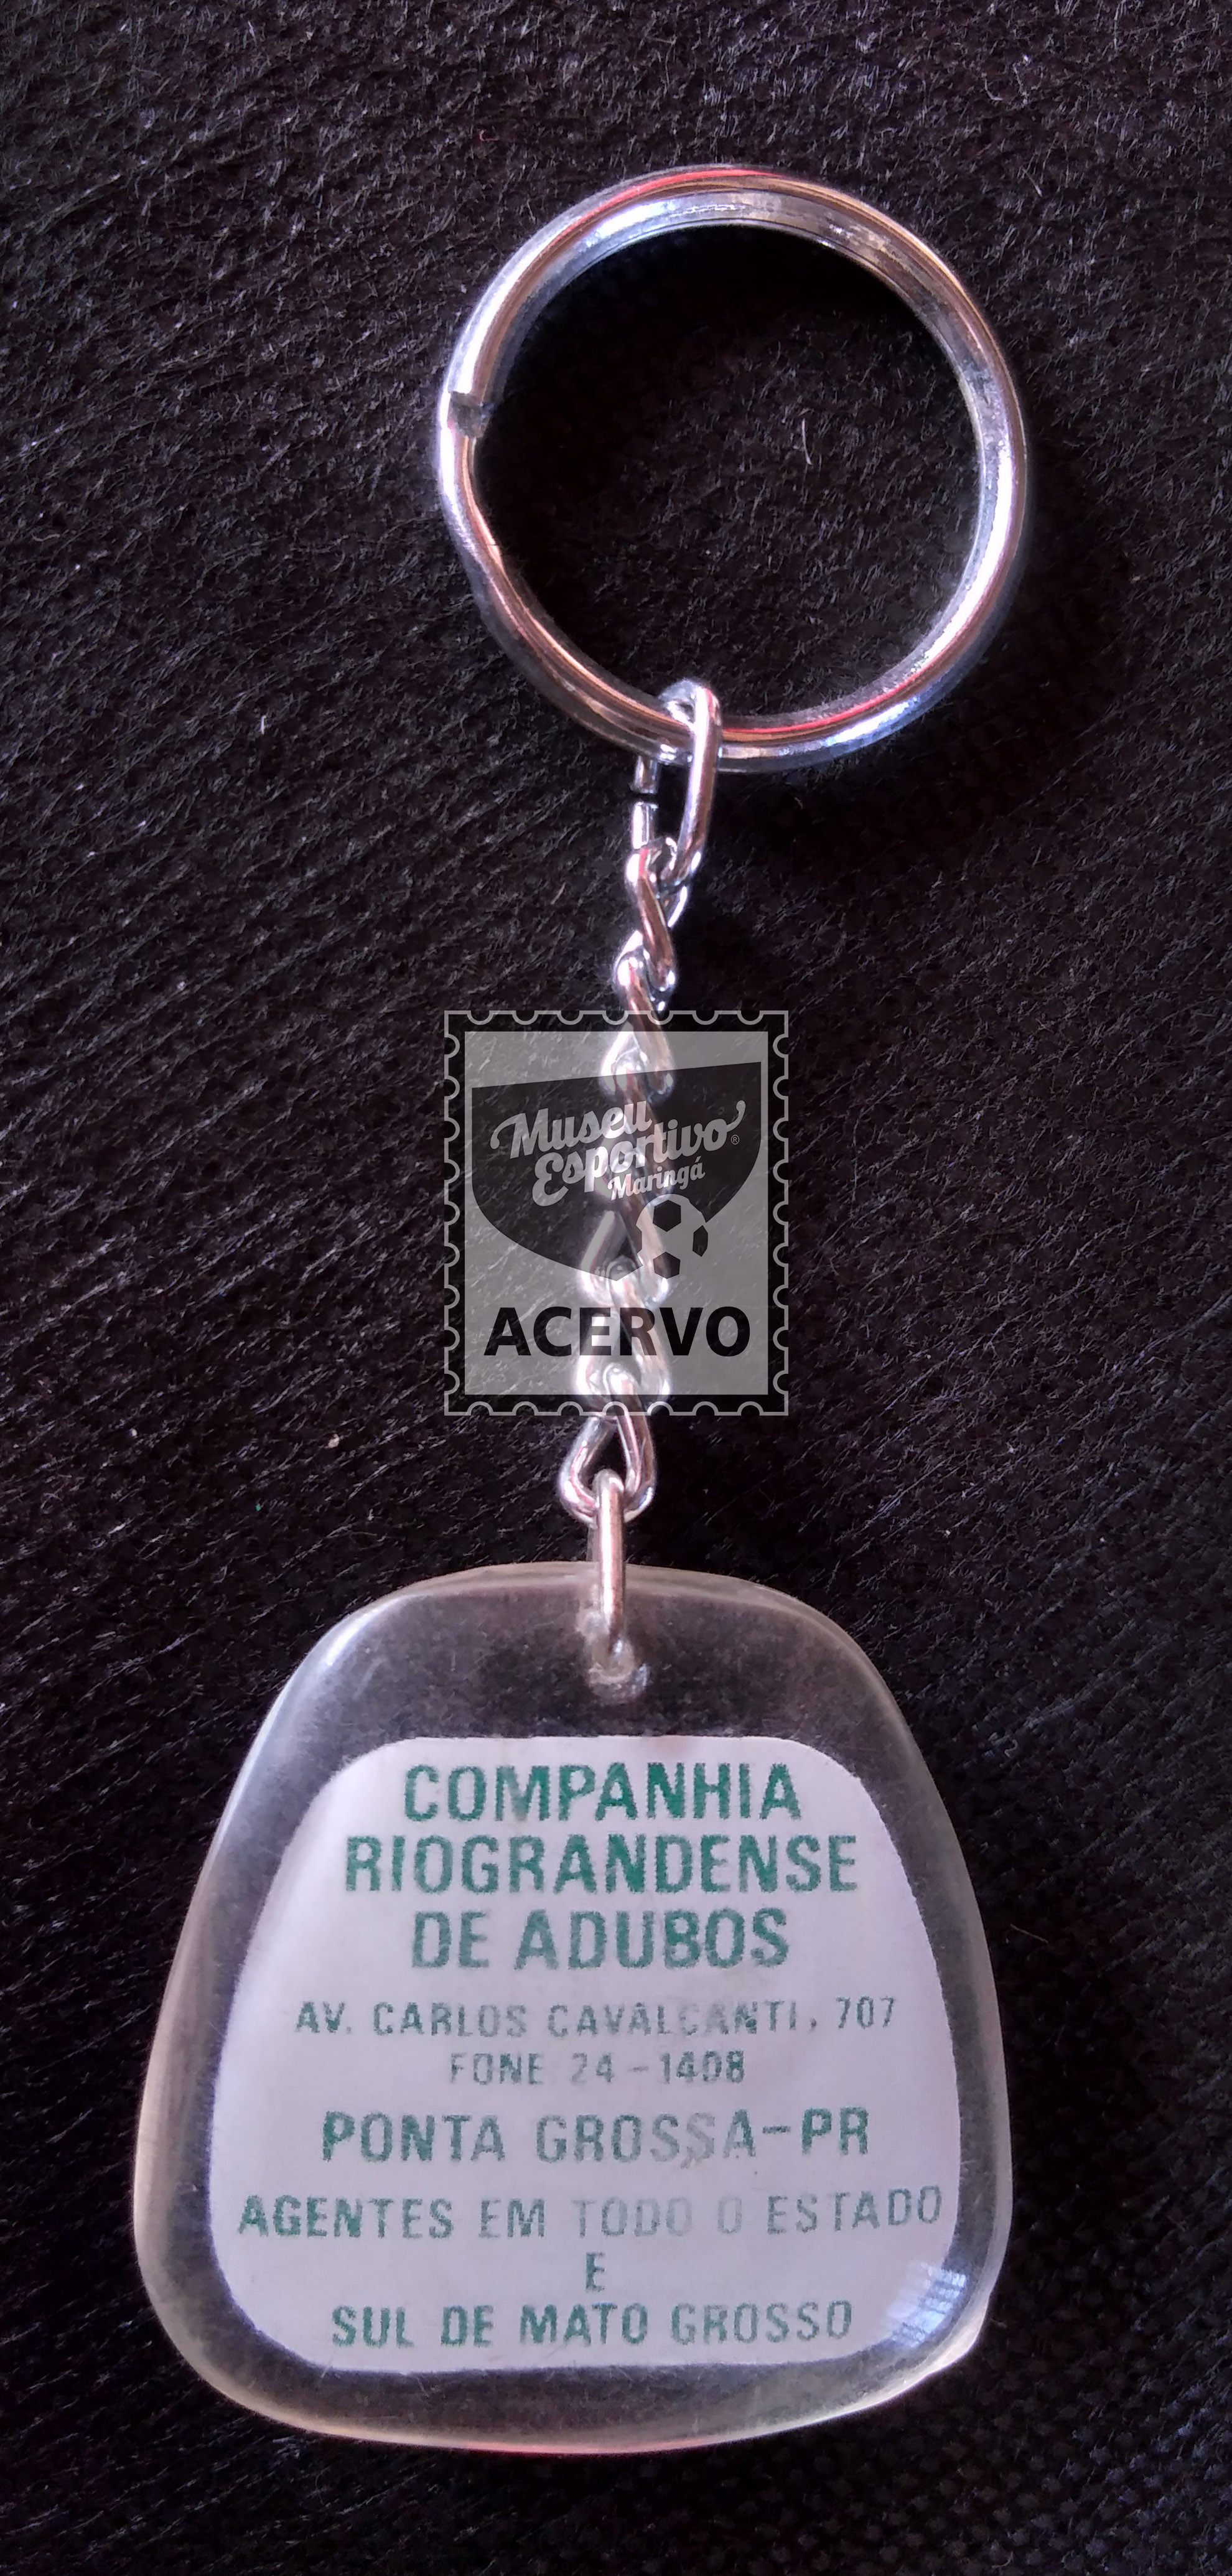 Museu
Esportivo®
Maringá
ACERVO
COMPANHIA
RIOGRANDENSE
DE ADUBOS
AV. CARLOS CAVALCANTI, 707
FONE 24-1408
PONTA GROSSA-PR
AGENTES EM TODO O ESTADO
E
SUL DE MATO GROSSO